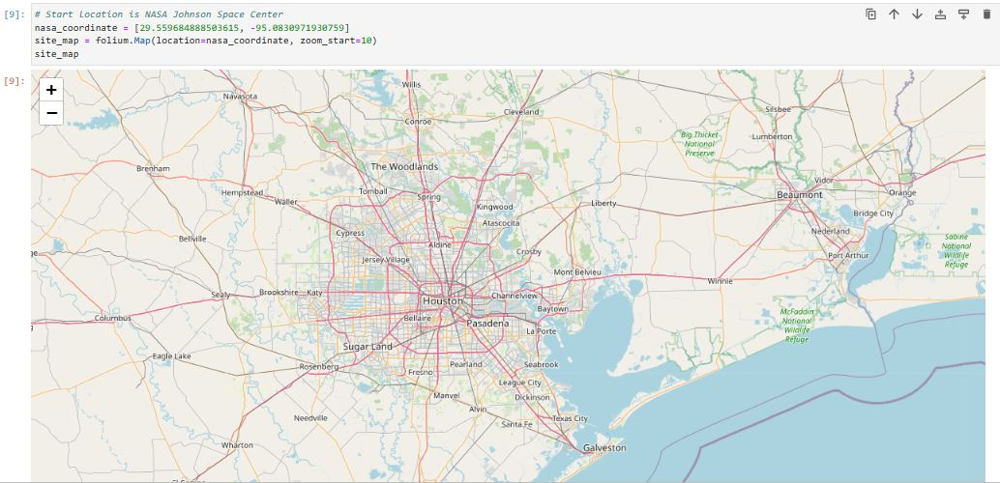 [9]: # Start Location is NASA Johnson Space Center
nasa_coordinate = [29.559684888503615, -95.0830971930759]
site_map = folium.Map(location=nasa_coordinate, zoom_start=10)
site_map
[9]:
+
−
Willis
Navasota
Cleveland
Silsbee
Conroe
Lumberton
Big Thicket
National
Preserve
The Woodlands
Brenham
Vidor
Hempstead
Tomball
Spring
Waller
Beaumont
Orange
Kingwood
Liberty
Bridge City
Atascocita
Cypress
Nederland
Bellville
Aldine
Sabine
National
Wildlife
Refuge
Crosby
Port Arthur
Jersey Village
Mont Belvieu
Winnie
Sealy
Brookshire
Katy
Houston
Channelview
Baytown
Columbus
Bellaire
Pasadena
McFaddin
National
Wildlife
Refuge
La Porte
Sugar Land
Eagle Lake
Rosenberg
Fresno
Pearland
Seabrook
League City
Manvel
Dickinson
Alvin
Needville
Texas City
Santa Fe
Wharton
Galveston